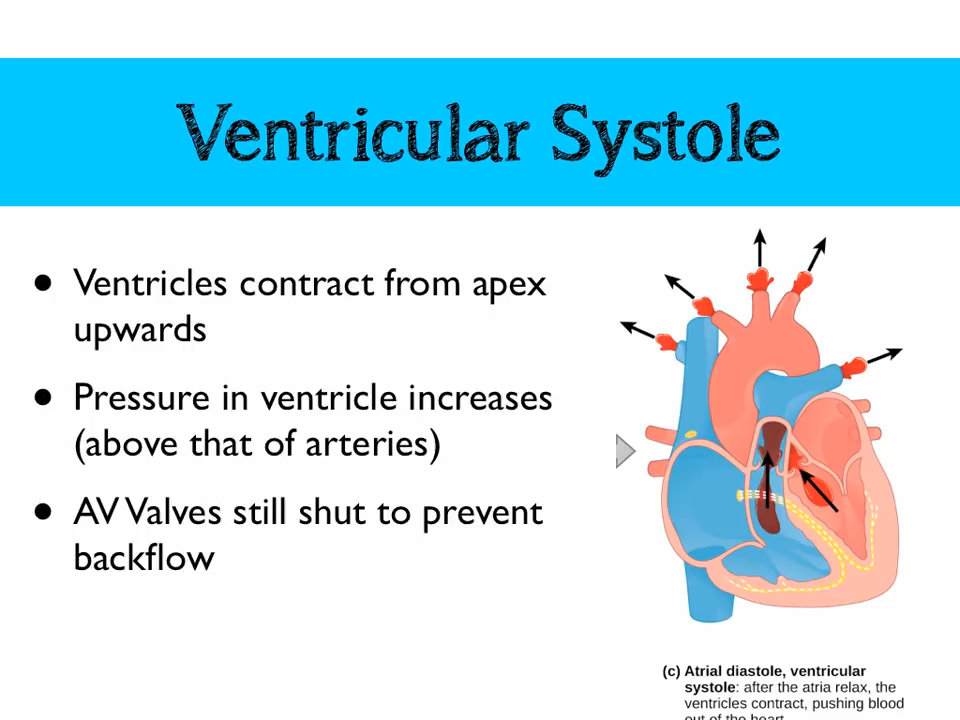 Ventricular Systole
● Ventricles contract from apex
upwards
● Pressure in ventricle increases
(above that of arteries)
● AV Valves still shut to prevent
backflow
(c) Atrial diastole, ventricular
systole: after the atria relax, the
ventricles contract, pushing blood
out of the heart